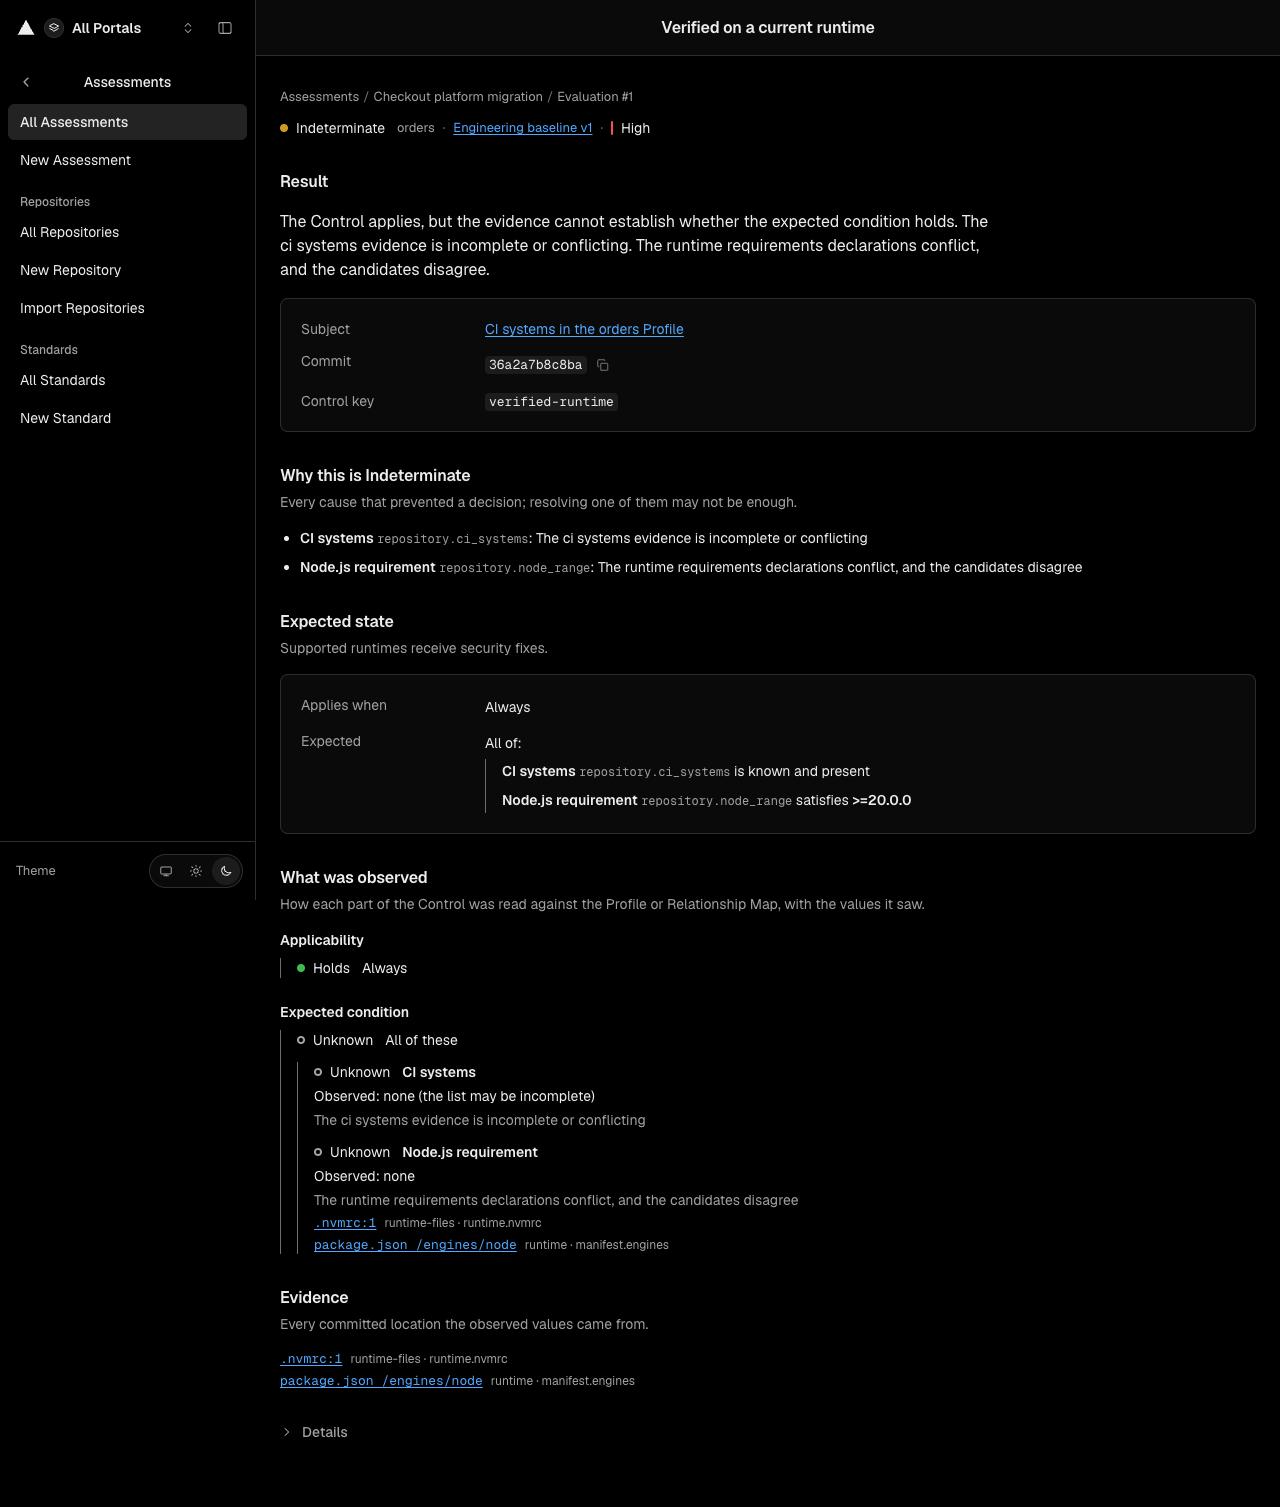 All Portals
Assessments
All Assessments
New Assessment
Repositories
All Repositories
New Repository
Import Repositories
Standards
All Standards
New Standard
Theme
Verified on a current runtime
Assessments / Checkout platform migration / Evaluation #1
Indeterminate orders · Engineering baseline v1 · High
Result
The Control applies, but the evidence cannot establish whether the expected condition holds. The
ci systems evidence is incomplete or conflicting. The runtime requirements declarations conflict,
and the candidates disagree.
Subject CI systems in the orders Profile
Commit 36a2a7b8c8ba
Control key verified-runtime
Why this is Indeterminate
Every cause that prevented a decision; resolving one of them may not be enough.
• CI systems repository.ci_systems: The ci systems evidence is incomplete or conflicting
• Node.js requirement repository.node_range: The runtime requirements declarations conflict, and the candidates disagree
Expected state
Supported runtimes receive security fixes.
Applies when Always
Expected All of:
CI systems repository.ci_systems is known and present
Node.js requirement repository.node_range satisfies >=20.0.0
What was observed
How each part of the Control was read against the Profile or Relationship Map, with the values it saw.
Applicability
Holds Always
Expected condition
Unknown All of these
Unknown CI systems
Observed: none (the list may be incomplete)
The ci systems evidence is incomplete or conflicting
Unknown Node.js requirement
Observed: none
The runtime requirements declarations conflict, and the candidates disagree
.nvmrc:1 runtime-files · runtime.nvmrc
package.json /engines/node runtime · manifest.engines
Evidence
Every committed location the observed values came from.
.nvmrc:1 runtime-files · runtime.nvmrc
package.json /engines/node runtime · manifest.engines
Details